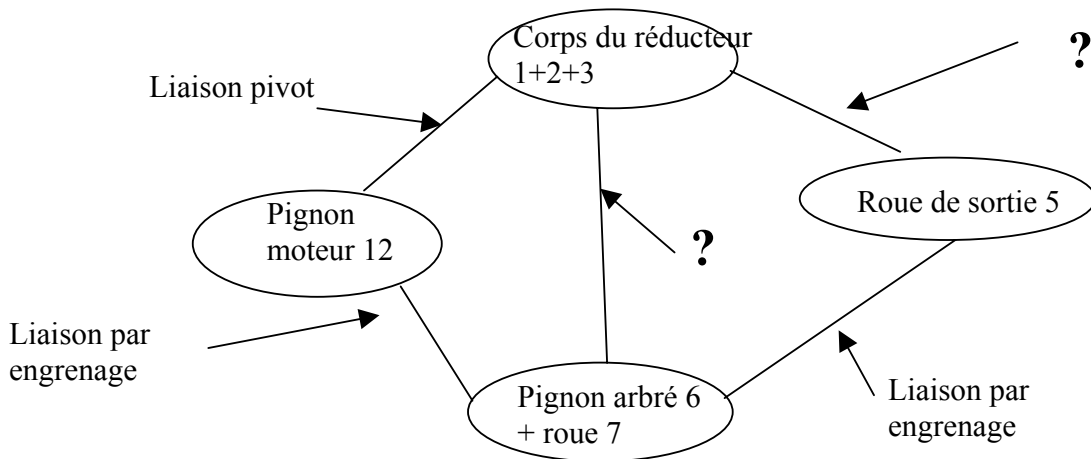 Corps du réducteur
1+2+3
?
Liaison pivot
Roue de sortie 5
Pignon
moteur 12
?
Liaison par
engrenage
Pignon arbré 6
+ roue 7
Liaison par
engrenage